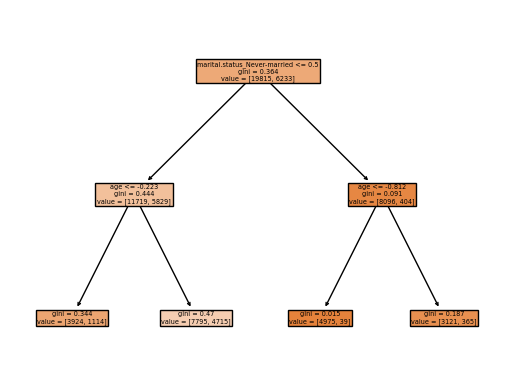 marital.status_Never-married <= 0.5
gini = 0.364
value = [19815, 6233]
age <= -0.223
gini = 0.444
value = [11719, 5829]
age <= -0.812
gini = 0.091
value = [8096, 404]
gini = 0.344
value = [3924, 1114]
gini = 0.47
value = [7795, 4715]
gini = 0.015
value = [4975, 39]
gini = 0.187
value = [3121, 365]